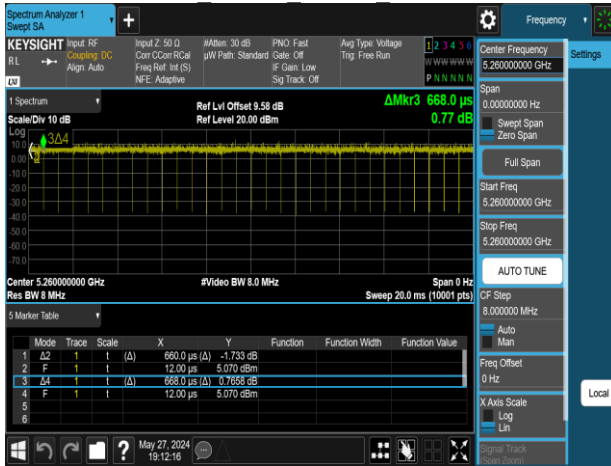 Spectrum Analyzer 1
Swept SA
+
Frequency
KEYSIGHT Input: RF Input Z: 50 Ω #Atten: 30 dB PNO: Fast Avg Type: Voltage 1 2 3 4 5 6
RL Coupling: DC Corr CCorr RCal µW Path: Standard Gate: Off Trig: Free Run W W W W W W
Align: Auto Freq Ref: Int (S) IF Gain: Low
NFE: Adaptive Sig Track: Off P N N N N N
LXI
1 Spectrum
Scale/Div 10 dB
Ref Lvl Offset 9.58 dB
Ref Level 20.00 dBm
ΔMkr3 668.0 µs
0.77 dB
Log
10.0
0.00
-10.0
-20.0
-30.0
-40.0
-50.0
-60.0
-70.0
3Δ4
Center 5.260000000 GHz #Video BW 8.0 MHz Span 0 Hz
Res BW 8 MHz Sweep 20.0 ms (10001 pts)
5 Marker Table
Mode Trace Scale X Y Function Function Width Function Value
1 Δ2 1 t (Δ) 660.0 µs (Δ) -1.733 dB
2 F 1 t 12.00 µs 5.070 dBm
3 Δ4 1 t (Δ) 668.0 µs (Δ) 0.7658 dB
4 F 1 t 12.00 µs 5.070 dBm
5
6
? May 27, 2024
19:12:16
Center Frequency
5.260000000 GHz
Settings
Span
0.00000000 Hz
Swept Span
Zero Span
Full Span
Start Freq
5.260000000 GHz
Stop Freq
5.260000000 GHz
AUTO TUNE
CF Step
8.000000 MHz
Auto
Man
Freq Offset
0 Hz
Local
X Axis Scale
Log
Lin
Signal Track
(Span Zoom)